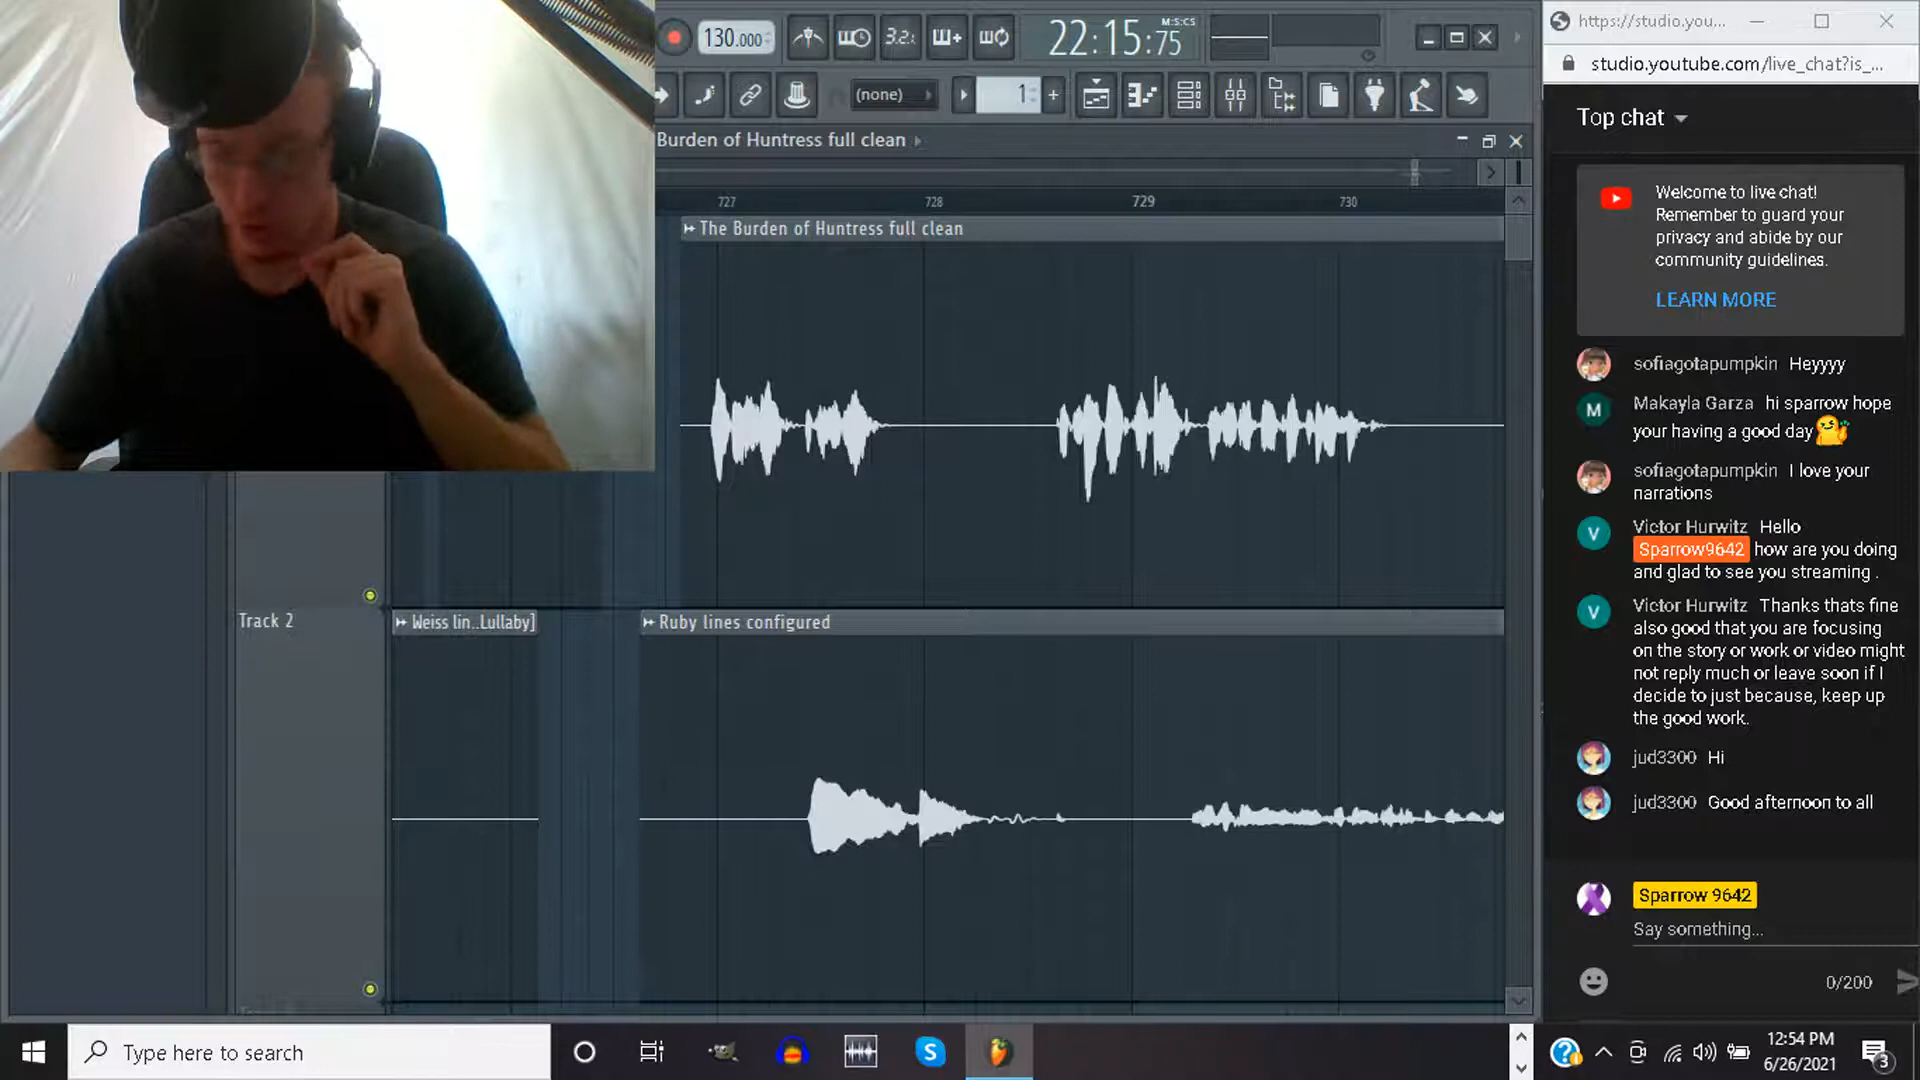 130.000
3.2
22:15:75
M:S:CS
https://studio.you...
studio.youtube.com/live_chat?is_...
(none)
1
Burden of Huntress full clean
727
728
729
730
The Burden of Huntress full clean
Track 2
Weiss lin..Lullaby]
Ruby lines configured
Top chat
Welcome to live chat!
Remember to guard your
privacy and abide by our
community guidelines.
LEARN MORE
sofiagotapumpkin Heyyyy
M
Makayla Garza hi sparrow hope
your having a good day
sofiagotapumpkin I love your
narrations
V
Victor Hurwitz Hello
Sparrow9642 how are you doing
and glad to see you streaming .
V
Victor Hurwitz Thanks thats fine
also good that you are focusing
on the story or work or video might
not reply much or leave soon if I
decide to just because, keep up
the good work.
jud3300 Hi
jud3300 Good afternoon to all
Sparrow 9642
Say something...
0/200
Type here to search
12:54 PM
6/26/2021
3